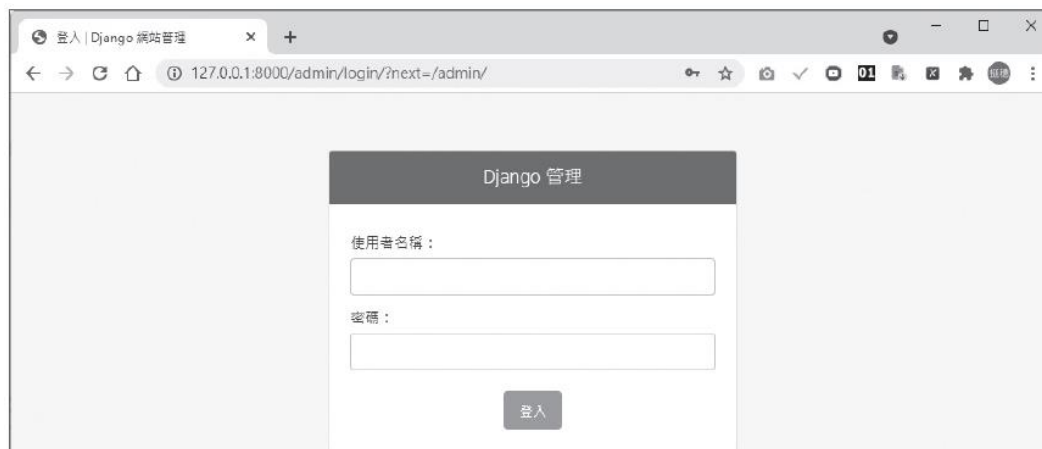 登入 | Django 網站管理
127.0.0.1:8000/admin/login/?next=/admin/
01
Django 管理
使用者名稱：
密碼：
登入